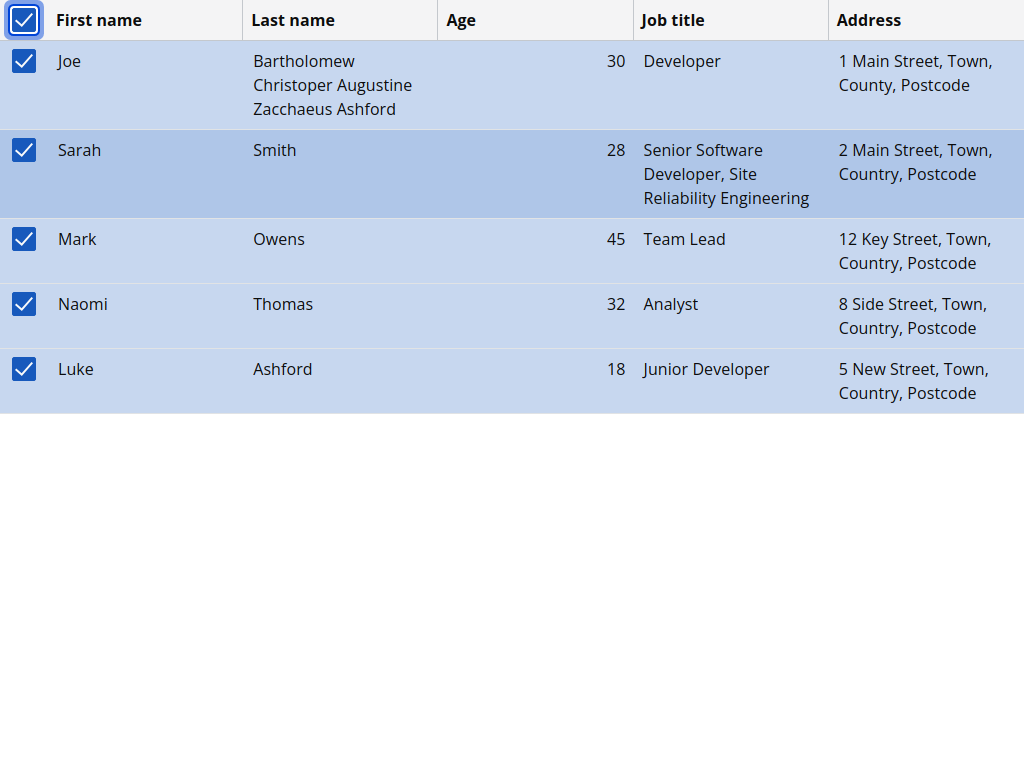 First name Last name Age Job title Address
Joe Bartholomew 30 Developer 1 Main Street, Town,
Christoper Augustine County, Postcode
Zacchaeus Ashford
Sarah Smith 28 Senior Software 2 Main Street, Town,
Developer, Site Country, Postcode
Reliability Engineering
Mark Owens 45 Team Lead 12 Key Street, Town,
Country, Postcode
Naomi Thomas 32 Analyst 8 Side Street, Town,
Country, Postcode
Luke Ashford 18 Junior Developer 5 New Street, Town,
Country, Postcode